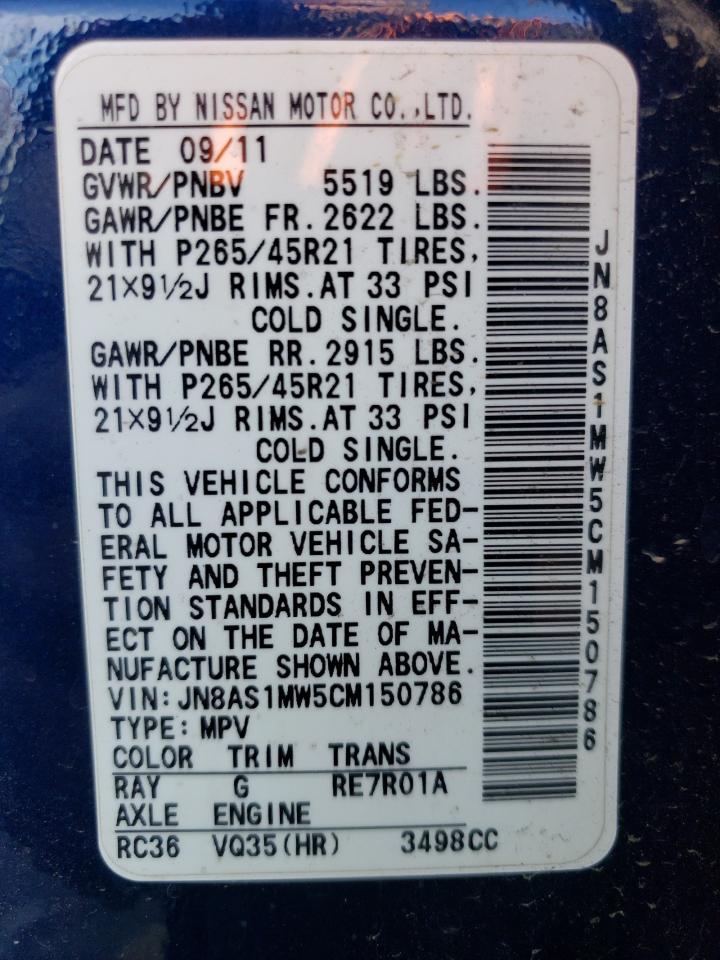 MFD BY NISSAN MOTOR CO.,LTD.
DATE 09/11
GVWR/PNBV 5519 LBS.
GAWR/PNBE FR. 2622 LBS.
WITH P265/45R21 TIRES,
21×9½J RIMS. AT 33 PSI
COLD SINGLE.
GAWR/PNBE RR. 2915 LBS.
WITH P265/45R21 TIRES,
21×9½J RIMS. AT 33 PSI
COLD SINGLE.
THIS VEHICLE CONFORMS
TO ALL APPLICABLE FED-
ERAL MOTOR VEHICLE SA-
FETY AND THEFT PREVEN-
TION STANDARDS IN EFF-
ECT ON THE DATE OF MA-
NUFACTURE SHOWN ABOVE.
VIN: JN8AS1MW5CM150786
TYPE: MPV
COLOR TRIM TRANS
RAY G RE7R01A
AXLE ENGINE
RC36 VQ35(HR) 3498CC
JN8AS1MW5CM150786